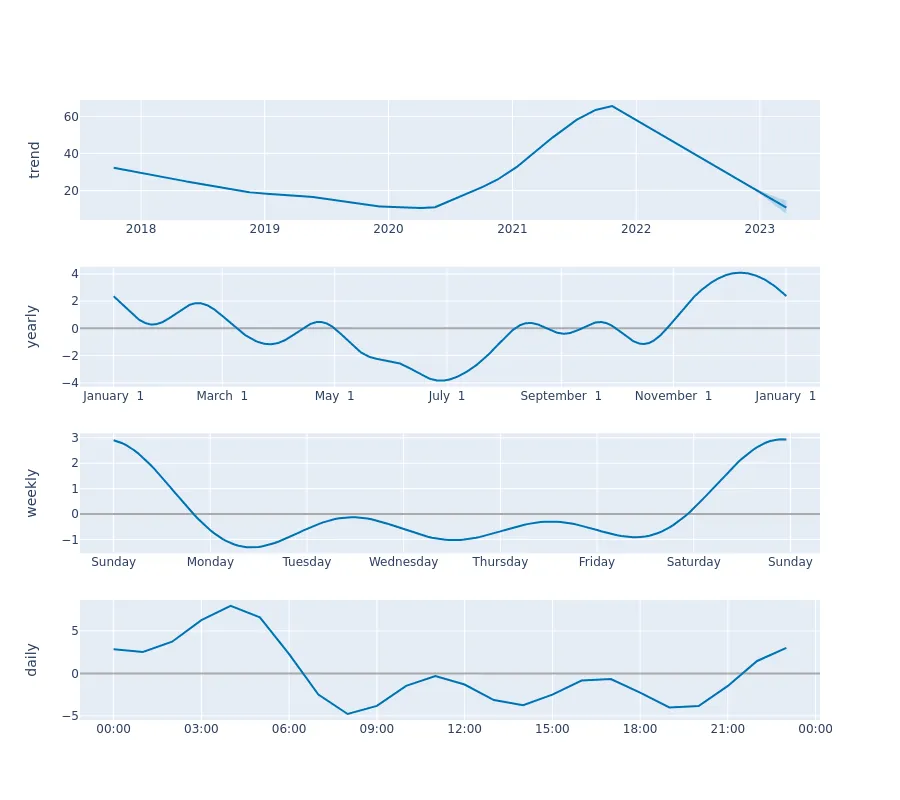 60
40
20
trend
2018 2019 2020 2021 2022 2023
4
2
0
−2
−4
yearly
January 1 March 1 May 1 July 1 September 1 November 1 January 1
3
2
1
0
−1
weekly
Sunday Monday Tuesday Wednesday Thursday Friday Saturday Sunday
5
0
−5
daily
00:00 03:00 06:00 09:00 12:00 15:00 18:00 21:00 00:00